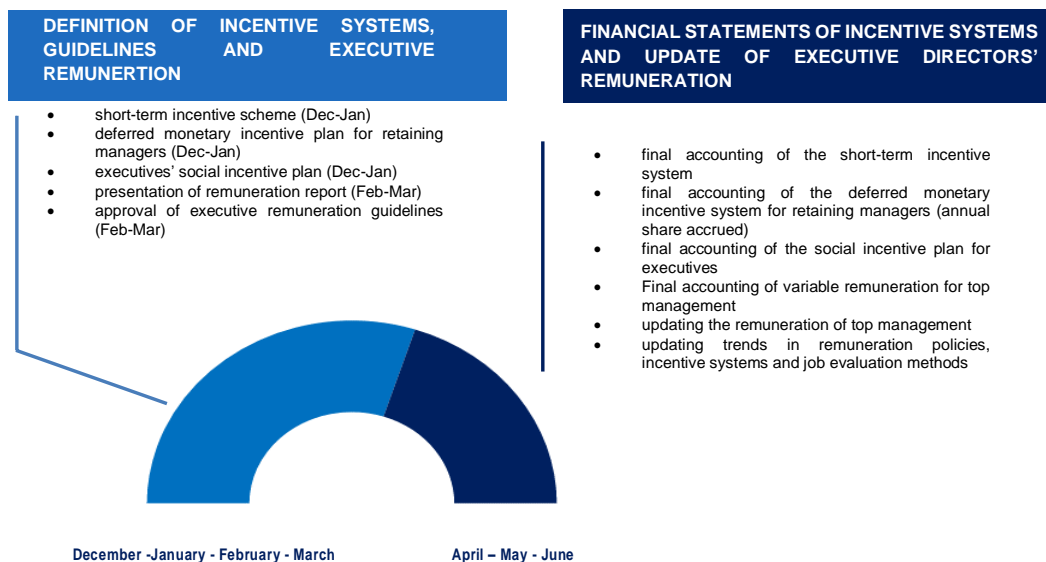 DEFINITION OF INCENTIVE SYSTEMS,
GUIDELINES AND EXECUTIVE
REMUNERTION
• short-term incentive scheme (Dec-Jan)
• deferred monetary incentive plan for retaining
managers (Dec-Jan)
• executives’ social incentive plan (Dec-Jan)
• presentation of remuneration report (Feb-Mar)
• approval of executive remuneration guidelines
(Feb-Mar)
FINANCIAL STATEMENTS OF INCENTIVE SYSTEMS
AND UPDATE OF EXECUTIVE DIRECTORS’
REMUNERATION
• final accounting of the short-term incentive
system
• final accounting of the deferred monetary
incentive system for retaining managers (annual
share accrued)
• final accounting of the social incentive plan for
executives
• Final accounting of variable remuneration for top
management
• updating the remuneration of top management
• updating trends in remuneration policies,
incentive systems and job evaluation methods
December -January - February - March
April – May - June